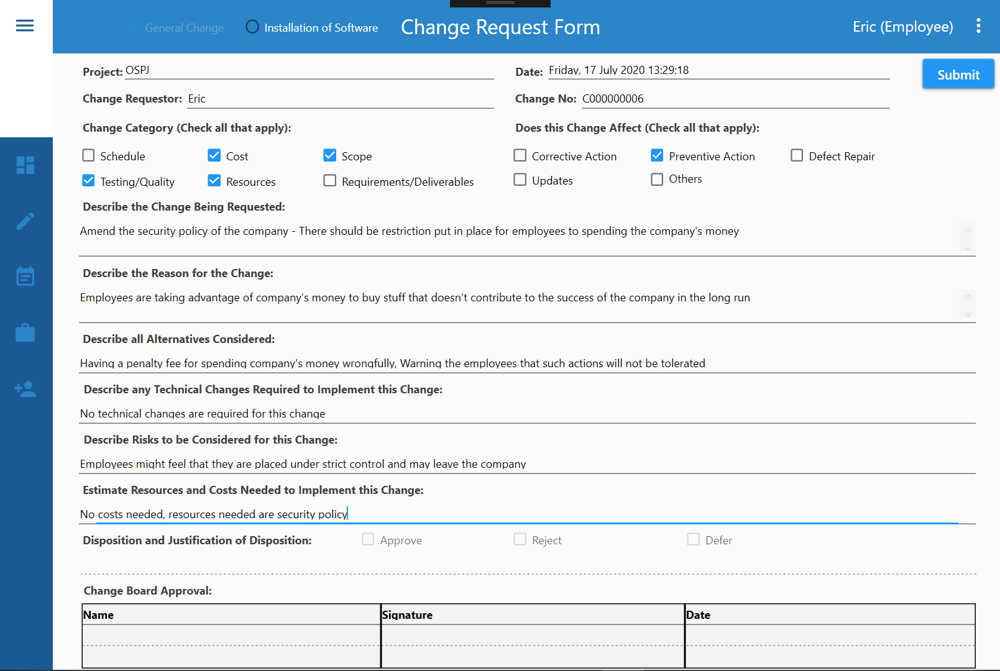 General Change Installation of Software Change Request Form Eric (Employee)
Project: OSPJ Date: Friday, 17 July 2020 13:29:18 Submit
Change Requestor: Eric Change No: C000000006
Change Category (Check all that apply): Does this Change Affect (Check all that apply):
Schedule Cost Scope Corrective Action Preventive Action Defect Repair
Testing/Quality Resources Requirements/Deliverables Updates Others
Describe the Change Being Requested:
Amend the security policy of the company - There should be restriction put in place for employees to spending the company's money
Describe the Reason for the Change:
Employees are taking advantage of company's money to buy stuff that doesn't contribute to the success of the company in the long run
Describe all Alternatives Considered:
Having a penalty fee for spending company's money wrongfully, Warning the employees that such actions will not be tolerated
Describe any Technical Changes Required to Implement this Change:
No technical changes are required for this change
Describe Risks to be Considered for this Change:
Employees might feel that they are placed under strict control and may leave the company
Estimate Resources and Costs Needed to Implement this Change:
No costs needed, resources needed are security policy
Disposition and Justification of Disposition: Approve Reject Defer
Change Board Approval:
Name Signature Date